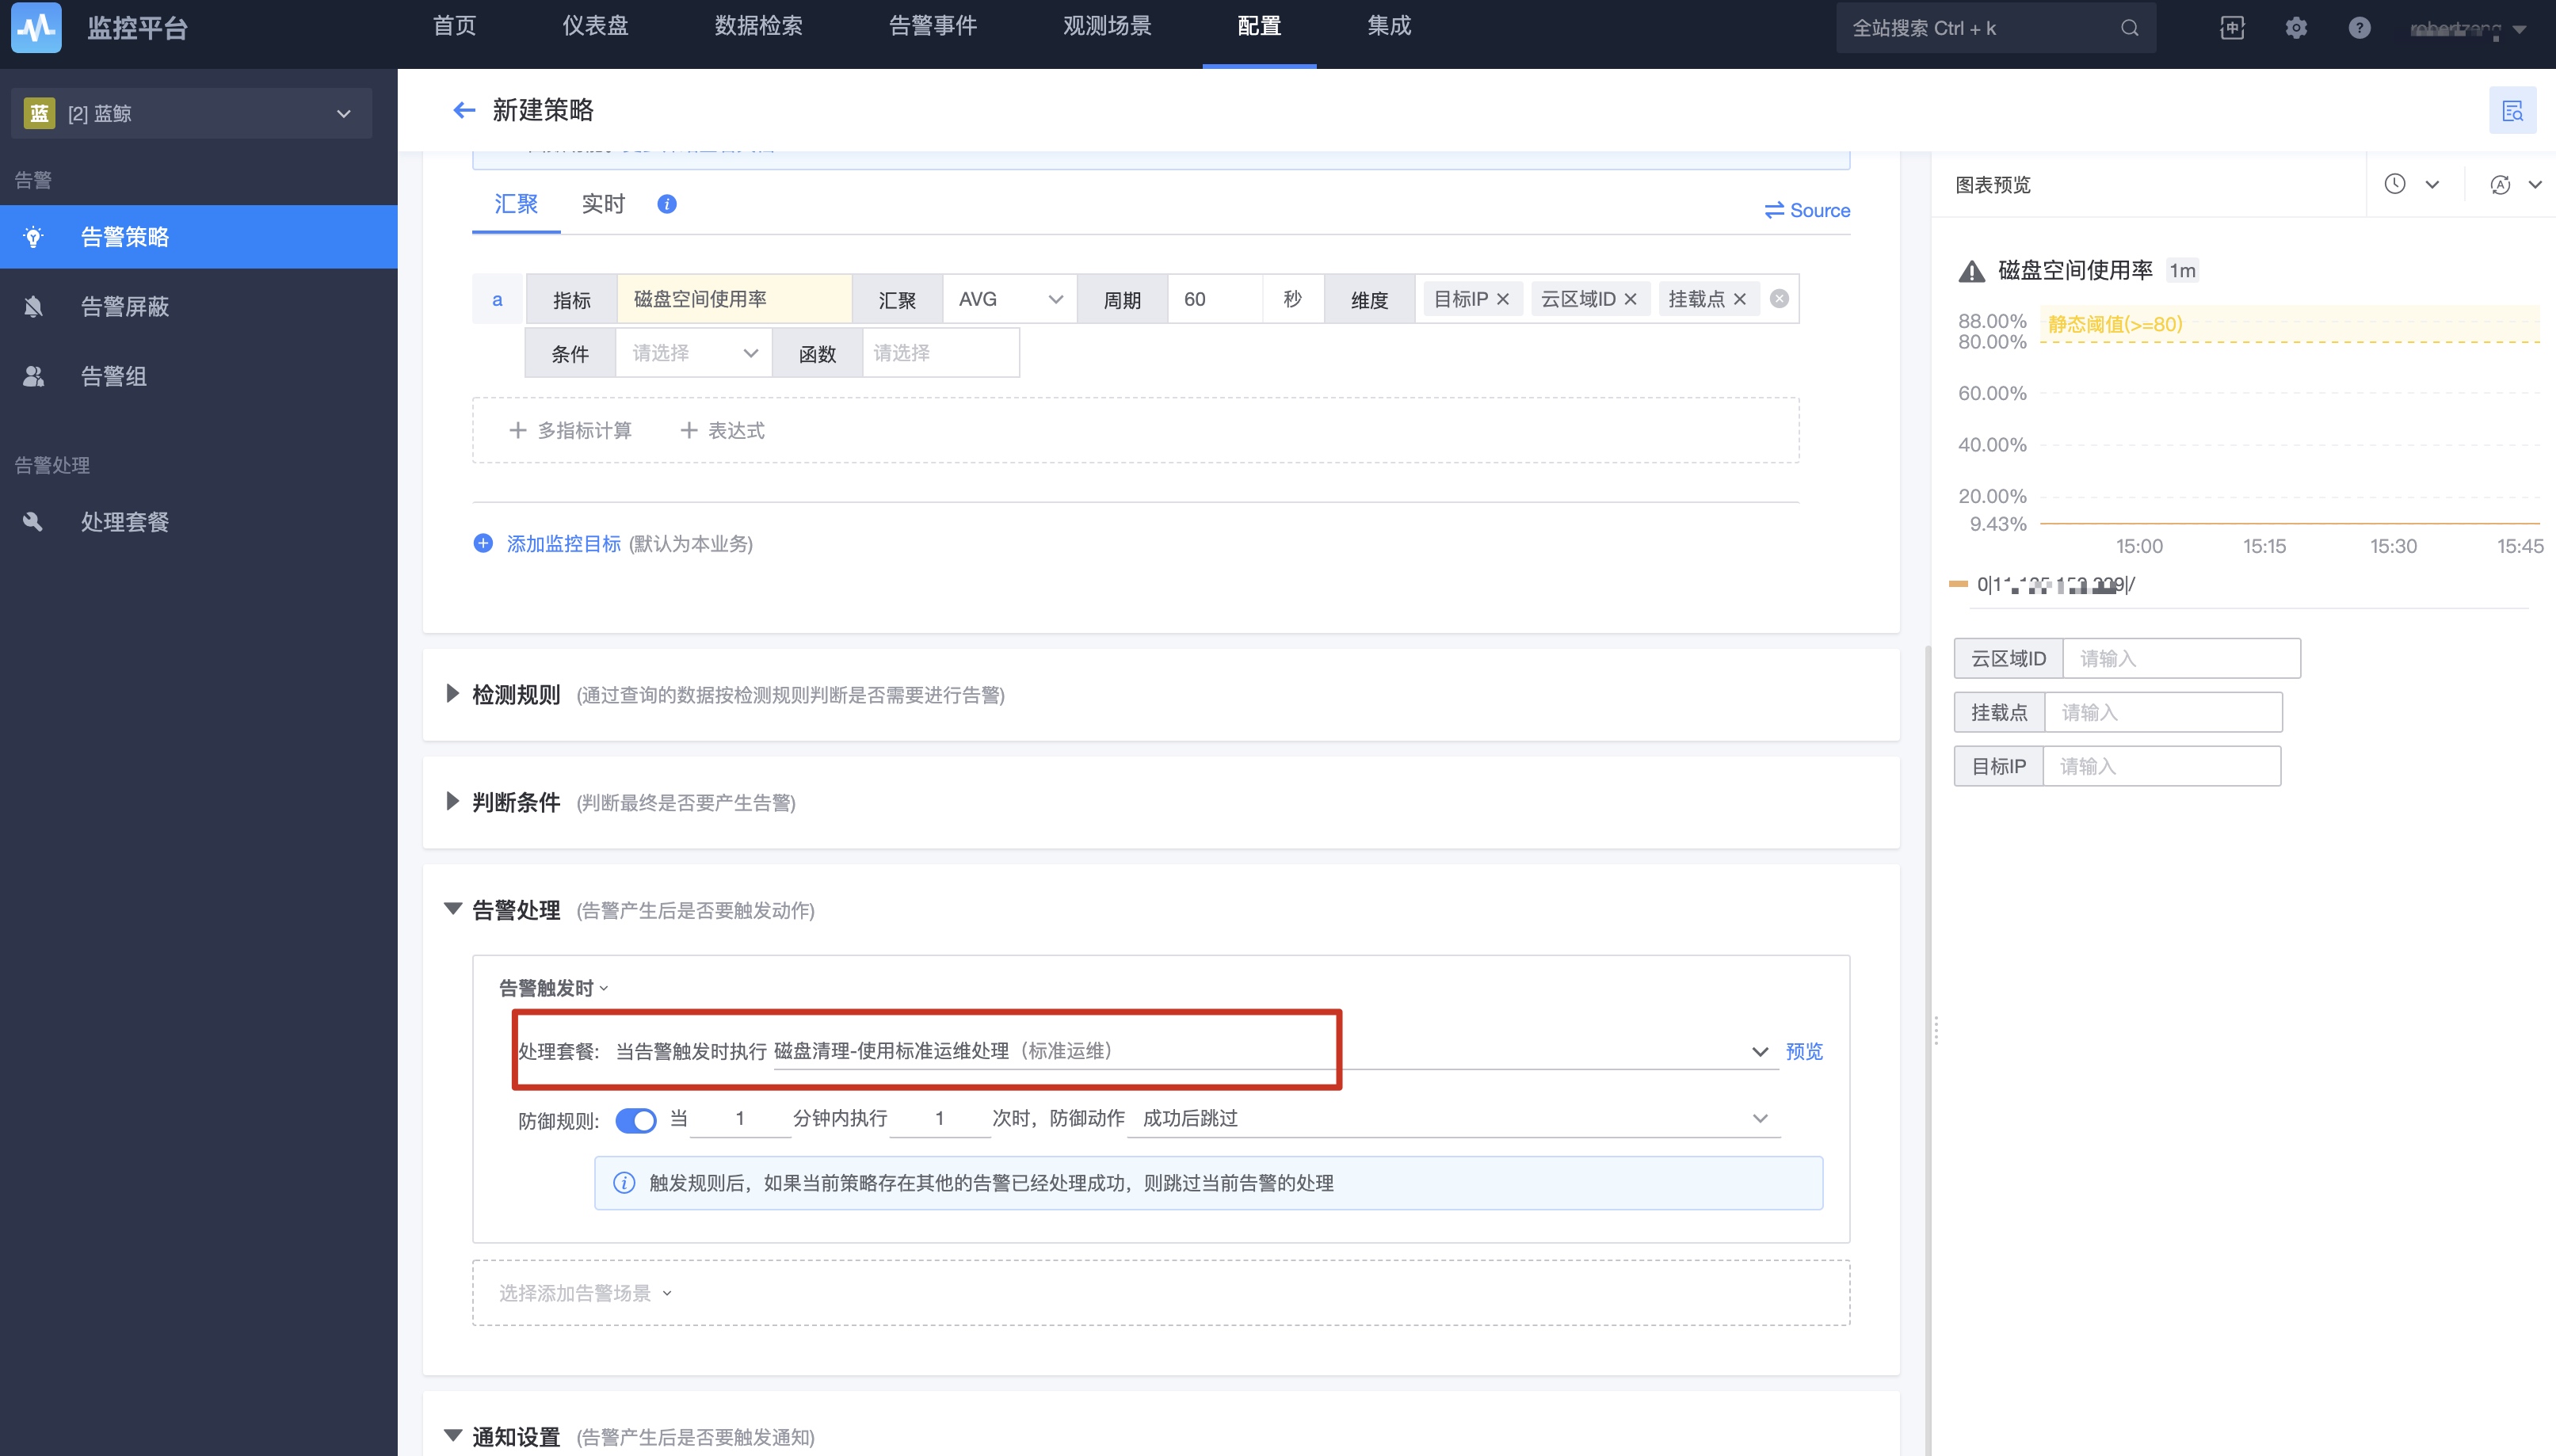 监控平台
首页
仪表盘
数据检索
告警事件
观测场景
配置
集成
全站搜索 Ctrl + k
蓝 [2] 蓝鲸
告警
告警策略
告警屏蔽
告警组
告警处理
处理套餐
新建策略
汇聚 实时
Source
a 指标 磁盘空间使用率 汇聚 AVG 周期 60 秒 维度 目标IP 云区域ID 挂载点
条件 请选择 函数 请选择
多指标计算 表达式
添加监控目标 (默认为本业务)
检测规则 (通过查询的数据按检测规则判断是否需要进行告警)
判断条件 (判断最终是否要产生告警)
告警处理 (告警产生后是否要触发动作)
告警触发时
处理套餐: 当告警触发时执行 磁盘清理-使用标准运维处理（标准运维） 预览
防御规则: 当 1 分钟内执行 1 次时，防御动作 成功后跳过
触发规则后，如果当前策略存在其他的告警已经处理成功，则跳过当前告警的处理
选择添加告警场景
通知设置 (告警产生后是否要触发通知)
图表预览
磁盘空间使用率 1m
88.00%
静态阈值(>=80)
80.00%
60.00%
40.00%
20.00%
9.43%
15:00 15:15 15:30 15:45
云区域ID 请输入
挂载点 请输入
目标IP 请输入